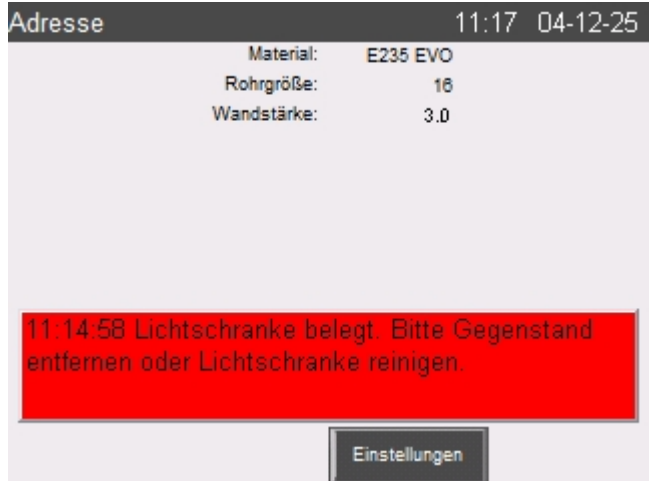 Adresse 11:17 04-12-25
Material: E235 EVO
Rohrgröße: 16
Wandstärke: 3.0
11:14:58 Lichtschranke belegt. Bitte Gegenstand
entfernen oder Lichtschranke reinigen.
Einstellungen